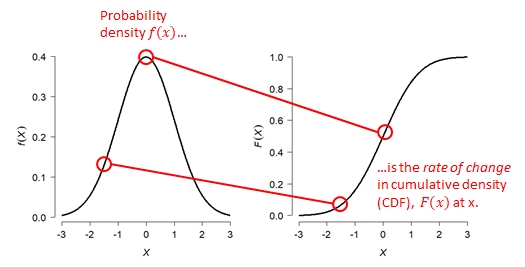 Probability
density f(x)…
0.4
0.3
0.2
0.1
0.0
f(X)
-3 -2 -1 0 1 2 3
X
1.0
0.8
0.6
0.4
0.2
0.0
F(X)
-3 -2 -1 0 1 2 3
X
…is the rate of change
in cumulative density
(CDF), F(x) at x.